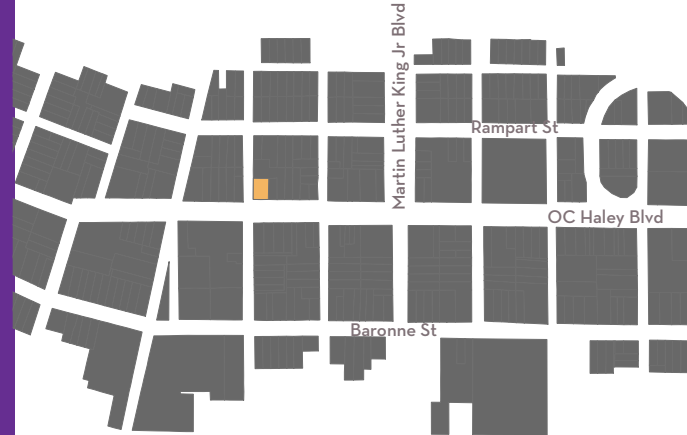 Martin Luther King Jr Blvd
Rampart St
OC Haley Blvd
Baronne St